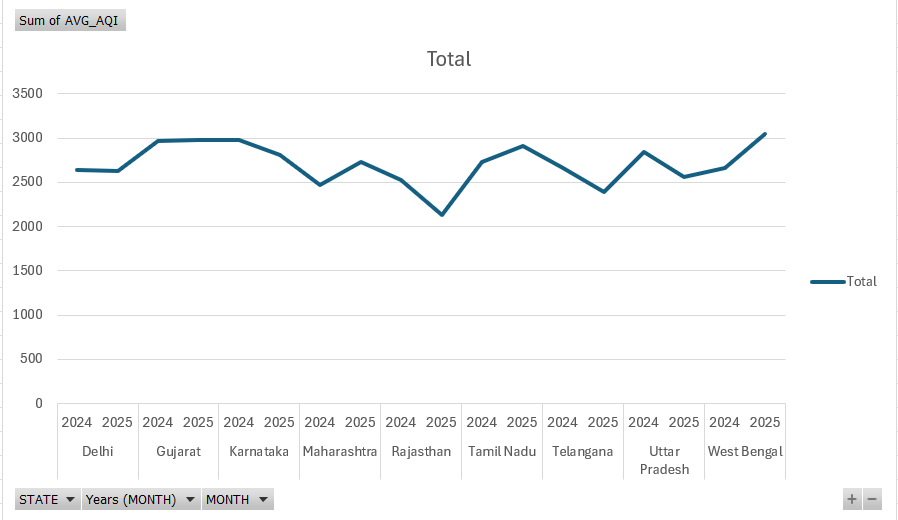 Sum of AVG_AQI
Total
3500
3000
2500
2000
1500
1000
500
0
Total
2024 2025 2024 2025 2024 2025 2024 2025 2024 2025 2024 2025 2024 2025 2024 2025 2024 2025
Delhi Gujarat Karnataka Maharashtra Rajasthan Tamil Nadu Telangana Uttar West Bengal
Pradesh
STATE Years (MONTH) MONTH + −